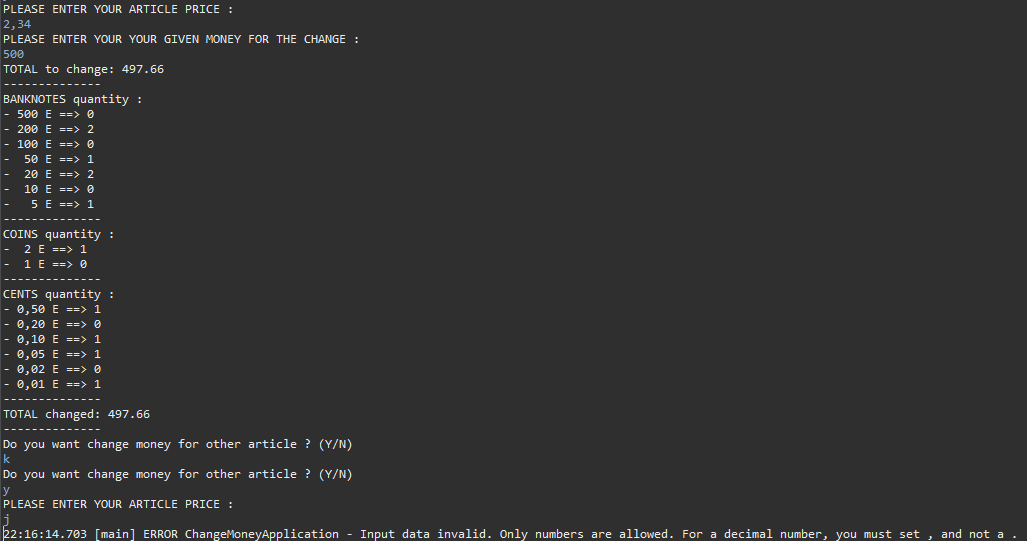 PLEASE ENTER YOUR ARTICLE PRICE :
2,34
PLEASE ENTER YOUR YOUR GIVEN MONEY FOR THE CHANGE :
500
TOTAL to change: 497.66
--------------
BANKNOTES quantity :
- 500 E ==> 0
- 200 E ==> 2
- 100 E ==> 0
-  50 E ==> 1
-  20 E ==> 2
-  10 E ==> 0
-   5 E ==> 1
--------------
COINS quantity :
-  2 E ==> 1
-  1 E ==> 0
--------------
CENTS quantity :
- 0,50 E ==> 1
- 0,20 E ==> 0
- 0,10 E ==> 1
- 0,05 E ==> 1
- 0,02 E ==> 0
- 0,01 E ==> 1
--------------
TOTAL changed: 497.66
--------------
Do you want change money for other article ? (Y/N)
k
Do you want change money for other article ? (Y/N)
y
PLEASE ENTER YOUR ARTICLE PRICE :
j
22:16:14.703 [main] ERROR ChangeMoneyApplication - Input data invalid. Only numbers are allowed. For a decimal number, you must set , and not a .